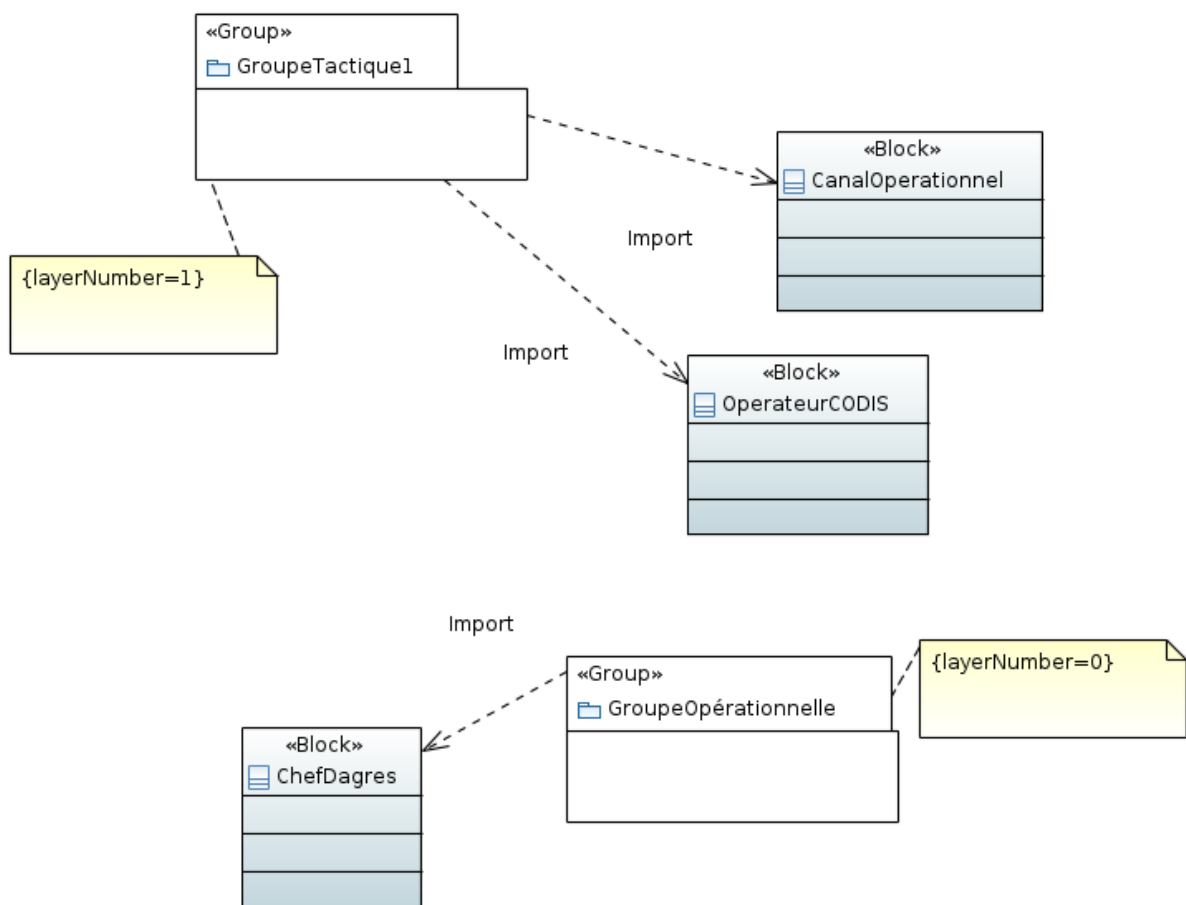 «Group»
GroupeTactique1
«Block»
CanalOperationnel
Import
{layerNumber=1}
Import
«Block»
OperateurCODIS
Import
{layerNumber=0}
«Group»
GroupeOpérationnelle
«Block»
ChefDagres